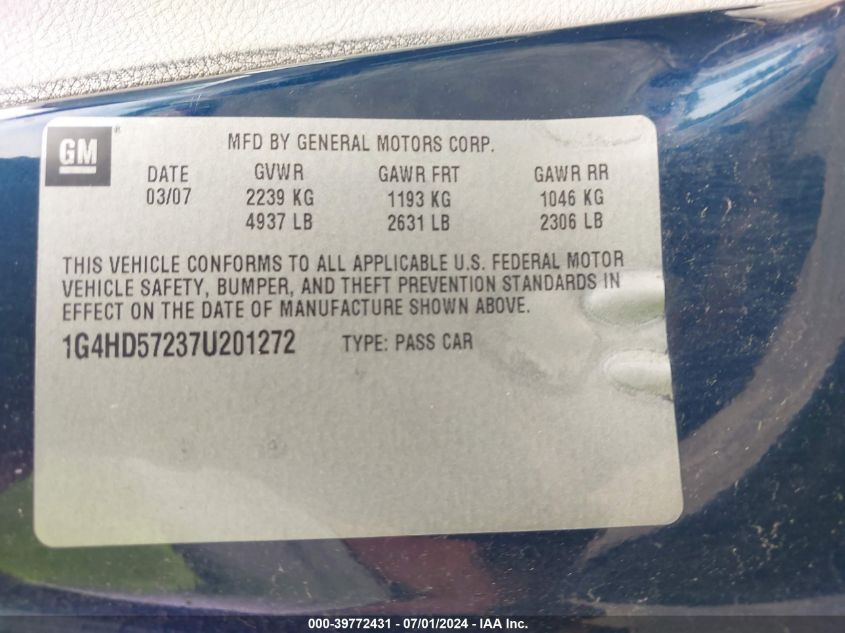 GM ®
MFD BY GENERAL MOTORS CORP.
DATE GVWR GAWR FRT GAWR RR
03/07 2239 KG 1193 KG 1046 KG
4937 LB 2631 LB 2306 LB
THIS VEHICLE CONFORMS TO ALL APPLICABLE U.S. FEDERAL MOTOR
VEHICLE SAFETY, BUMPER, AND THEFT PREVENTION STANDARDS IN
EFFECT ON THE DATE OF MANUFACTURE SHOWN ABOVE.
1G4HD57237U201272 TYPE: PASS CAR
000-39772431 - 07/01/2024 - IAA Inc.